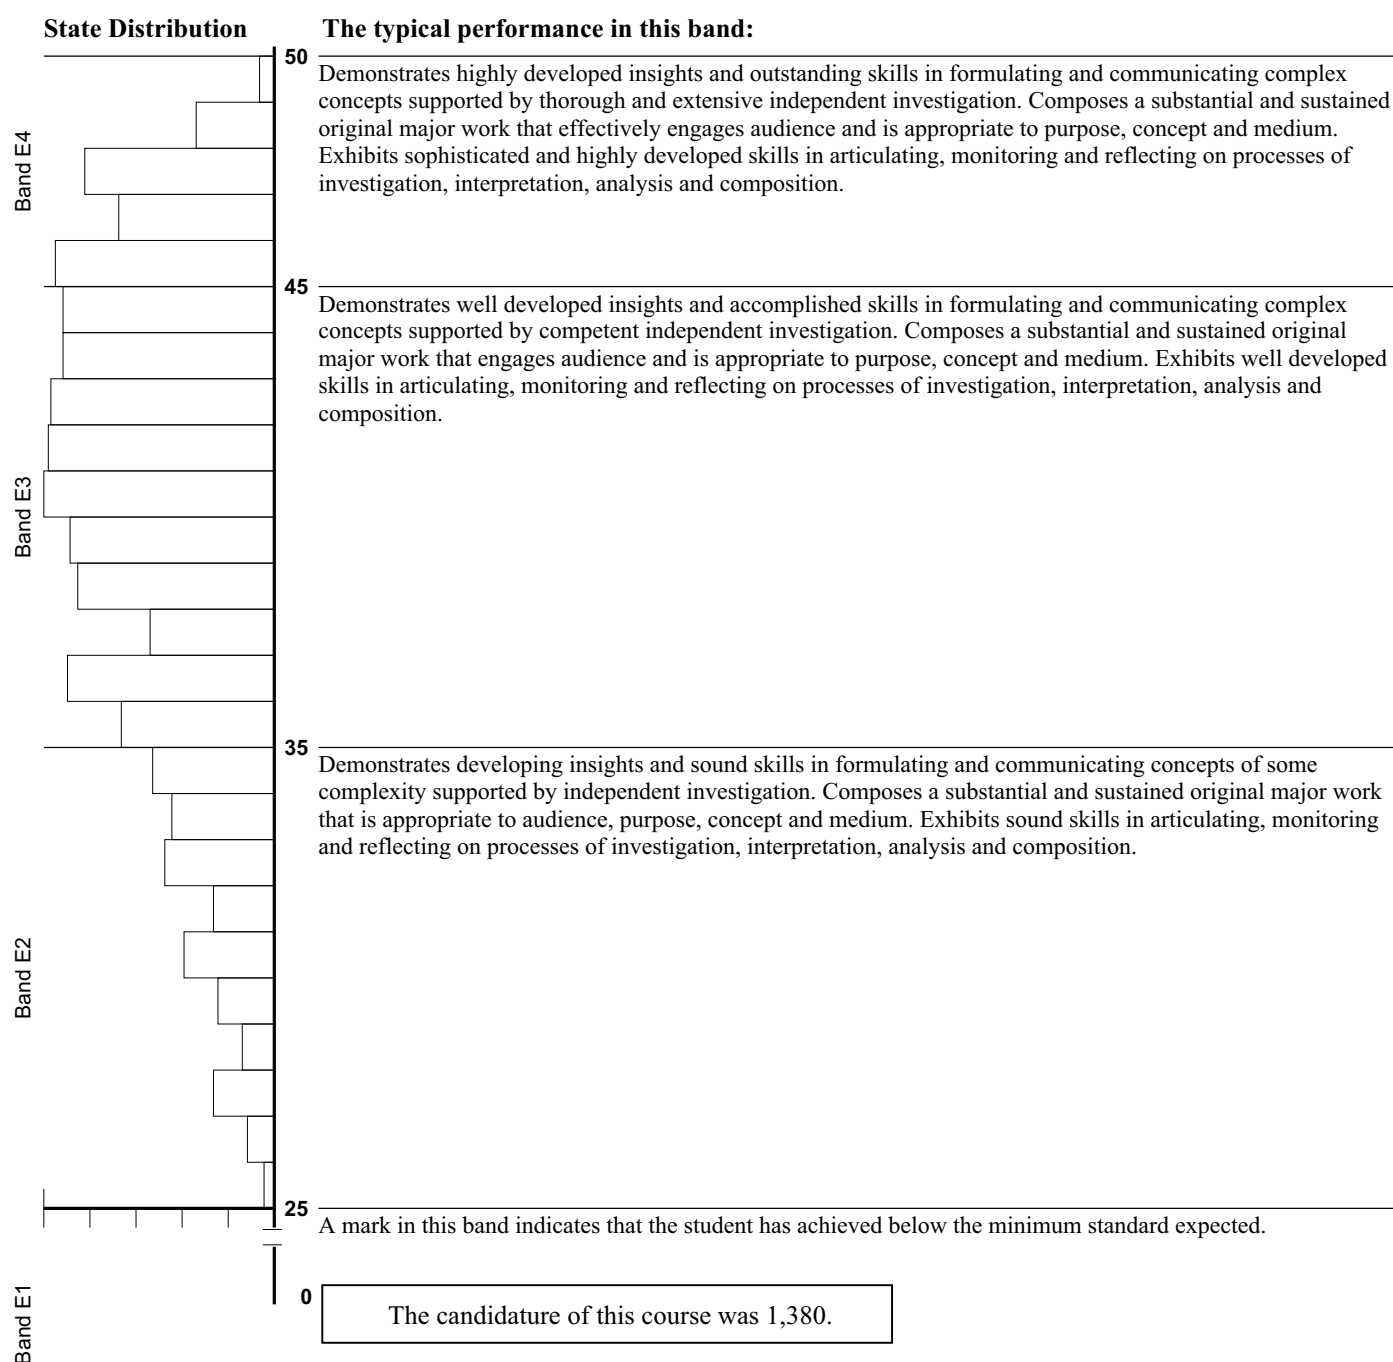 State Distribution
The typical performance in this band:
50
Demonstrates highly developed insights and outstanding skills in formulating and communicating complex
concepts supported by thorough and extensive independent investigation. Composes a substantial and sustained
original major work that effectively engages audience and is appropriate to purpose, concept and medium.
Exhibits sophisticated and highly developed skills in articulating, monitoring and reflecting on processes of
investigation, interpretation, analysis and composition.
Band E4
45
Demonstrates well developed insights and accomplished skills in formulating and communicating complex
concepts supported by competent independent investigation. Composes a substantial and sustained original
major work that engages audience and is appropriate to purpose, concept and medium. Exhibits well developed
skills in articulating, monitoring and reflecting on processes of investigation, interpretation, analysis and
composition.
Band E3
35
Demonstrates developing insights and sound skills in formulating and communicating concepts of some
complexity supported by independent investigation. Composes a substantial and sustained original major work
that is appropriate to audience, purpose, concept and medium. Exhibits sound skills in articulating, monitoring
and reflecting on processes of investigation, interpretation, analysis and composition.
Band E2
25
A mark in this band indicates that the student has achieved below the minimum standard expected.
0
Band E1
The candidature of this course was 1,380.